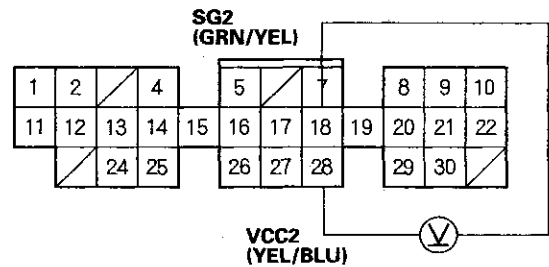 SG2
(GRN/YEL)
1 2 4 5 7 8 9 10
11 12 13 14 15 16 17 18 19 20 21 22
24 25 26 27 28 29 30
VCC2
(YEL/BLU)
V